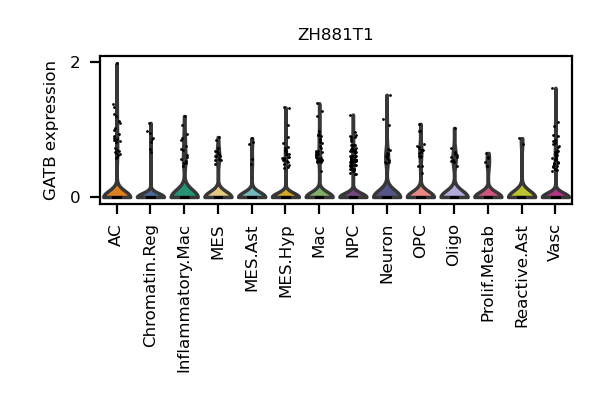 ZH881T1
GATB expression
2
0
AC
Chromatin.Reg
Inflammatory.Mac
MES
MES.Ast
MES.Hyp
Mac
NPC
Neuron
OPC
Oligo
Prolif.Metab
Reactive.Ast
Vasc